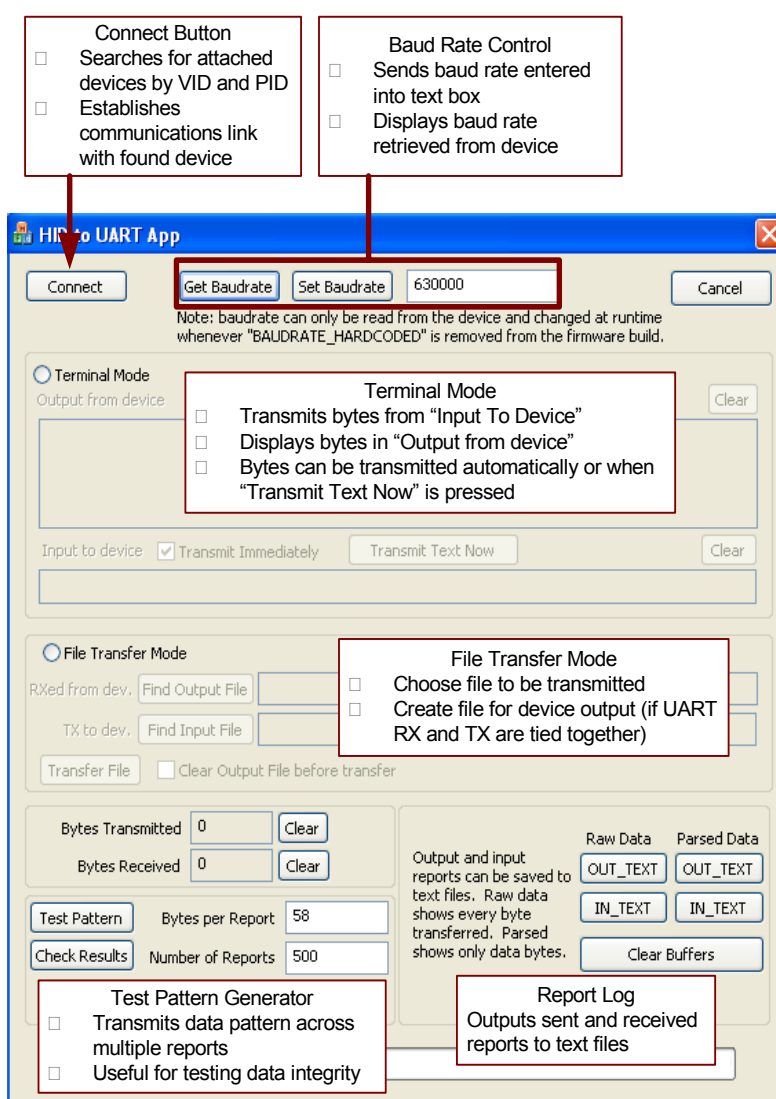 Connect Button
□ Searches for attached
devices by VID and PID
□ Establishes
communications link
with found device
Baud Rate Control
□ Sends baud rate entered
into text box
□ Displays baud rate
retrieved from device
HID to UART App
Connect
Get Baudrate
Set Baudrate
630000
Cancel
Note: baudrate can only be read from the device and changed at runtime
whenever "BAUDRATE_HARDCODED" is removed from the firmware build.
Terminal Mode
Output from device
Clear
Terminal Mode
□ Transmits bytes from “Input To Device”
□ Displays bytes in “Output from device”
□ Bytes can be transmitted automatically or when
“Transmit Text Now” is pressed
Input to device
Transmit Immediately
Transmit Text Now
Clear
File Transfer Mode
RXed from dev.
Find Output File
TX to dev.
Find Input File
Transfer File
Clear Output File before transfer
File Transfer Mode
□ Choose file to be transmitted
□ Create file for device output (if UART
RX and TX are tied together)
Bytes Transmitted
0
Clear
Bytes Received
0
Clear
Test Pattern
Bytes per Report
58
Check Results
Number of Reports
500
Output and input
reports can be saved to
text files. Raw data
shows every byte
transferred. Parsed
shows only data bytes.
Raw Data
Parsed Data
OUT_TEXT
OUT_TEXT
IN_TEXT
IN_TEXT
Clear Buffers
Test Pattern Generator
□ Transmits data pattern across
multiple reports
□ Useful for testing data integrity
Report Log
Outputs sent and received
reports to text files